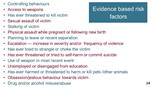 Controlling behaviours
Access to weapons
Has ever threatened to kill victim
Sexual assault of victim
Stalking of victim
Physical assault while pregnant or following new birth
Planning to leave or recent separation
Escalation — increase in severity and/or frequency of violence
Has ever tried to strangle or choke the victim
Has ever threatened or tried to self-harm or commit suicide
Use of weapon in most recent event
Unemployed or disengaged from education
Has ever harmed or threatened to harm or kill pets /other animals
Obsession/jealous behaviour towards victim
Drug and/or alcohol misuse/abuse
Evidence based risk
factors